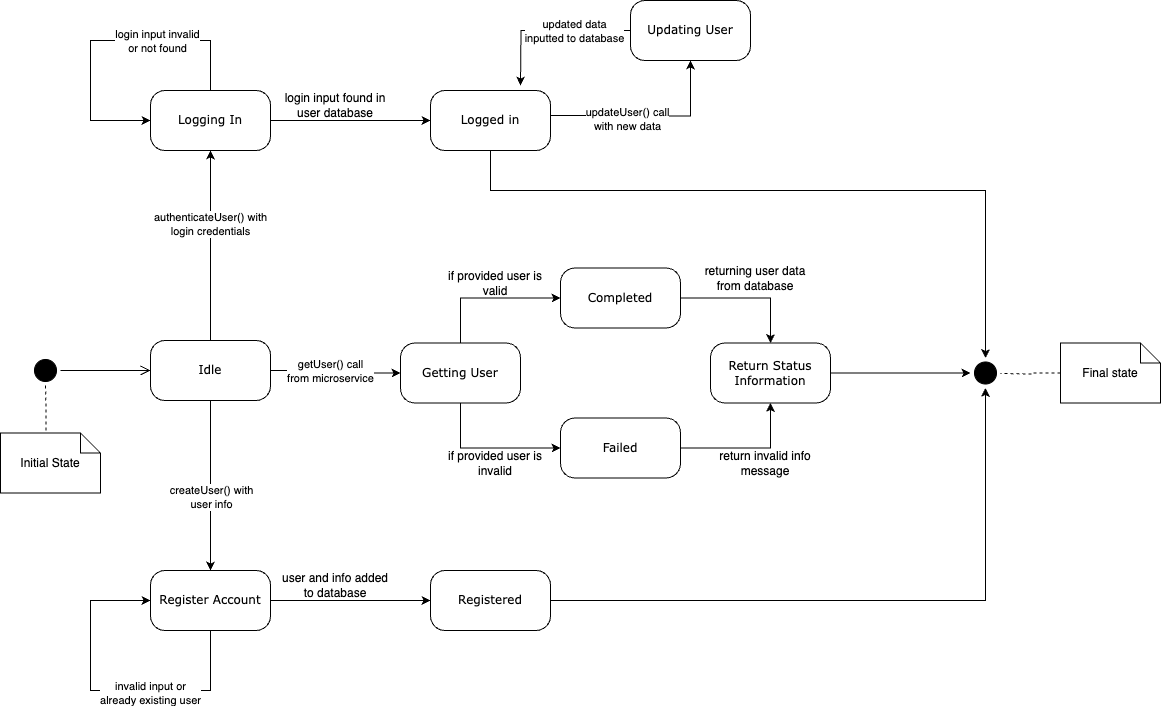 updated data
inputted to database
Updating User
login input invalid
or not found
Logging In
login input found in
user database
Logged in
updateUser() call
with new data
authenticateUser() with
login credentials
if provided user is
valid
Completed
returning user data
from database
Idle
getUser() call
from microservice
Getting User
Return Status
Information
Final state
Initial State
if provided user is
invalid
Failed
return invalid info
message
createUser() with
user info
Register Account
user and info added
to database
Registered
invalid input or
already existing user